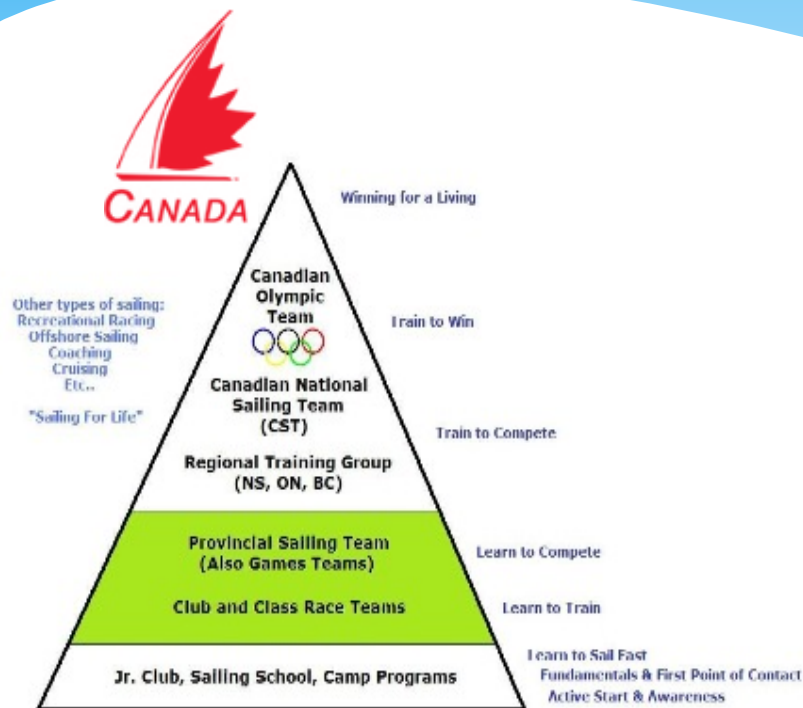 CANADA
Winning for a Living
Canadian
Olympic
Team
Other types of sailing:
Recreational Racing
Offshore Sailing
Coaching
Cruising
Etc..
"Sailing For Life"
Train to Win
Canadian National
Sailing Team
(CST)
Train to Compete
Regional Training Group
(NS, ON, BC)
Provincial Sailing Team
(Also Games Teams)
Learn to Compete
Club and Class Race Teams
Learn to Train
Jr. Club, Sailing School, Camp Programs
Learn to Sail Fast
Fundamentals & First Point of Contact
Active Start & Awareness